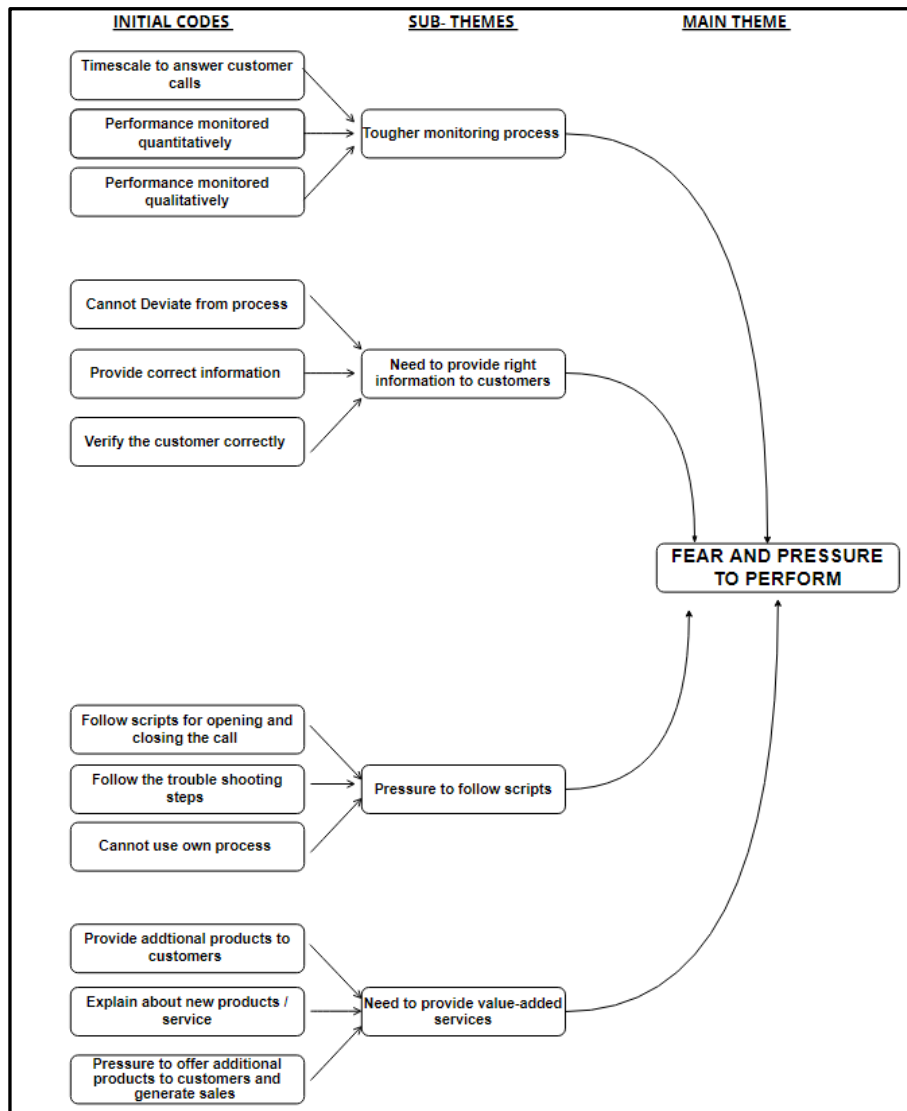 INITIAL CODES
SUB- THEMES
MAIN THEME
Timescale to answer customer
calls
Performance monitored
quantitatively
Performance monitored
qualitatively
Tougher monitoring process
Cannot Deviate from process
Provide correct information
Verify the customer correctly
Need to provide right
information to customers
FEAR AND PRESSURE
TO PERFORM
Follow scripts for opening and
closing the call
Follow the trouble shooting
steps
Cannot use own process
Pressure to follow scripts
Provide addtional products to
customers
Explain about new products /
service
Pressure to offer additional
products to customers and
generate sales
Need to provide value-added
services